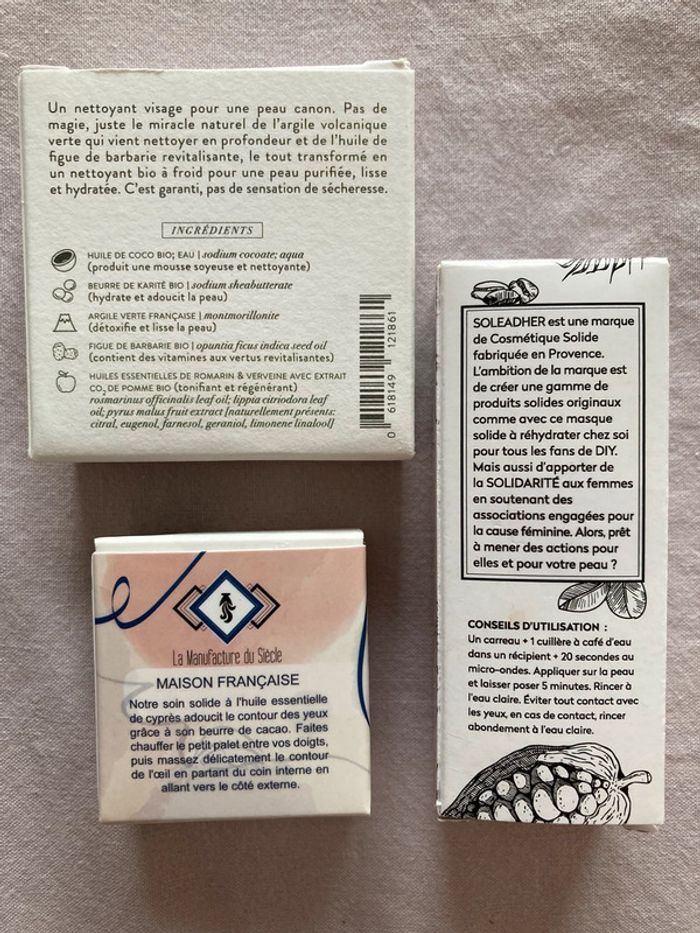 Un nettoyant visage pour une peau canon. Pas de
magie, juste le miracle naturel de l'argile volcanique
verte qui vient nettoyer en profondeur et de l'huile de
figue de barbarie revitalisante, le tout transformé en
un nettoyant bio à froid pour une peau purifiée, lisse
et hydratée. C'est garanti, pas de sensation de sécheresse.
INGRÉDIENTS
HUILE DE COCO BIO; EAU | sodium cocoate; aqua
(produit une mousse soyeuse et nettoyante)
BEURRE DE KARITÉ BIO | sodium sheabutterate
(hydrate et adoucit la peau)
ARGILE VERTE FRANÇAISE | montmorillonite
(détoxifie et lisse la peau)
FIGUE DE BARBARIE BIO | opuntia ficus indica seed oil
(contient des vitamines aux vertus revitalisantes)
HUILES ESSENTIELLES DE ROMARIN & VERVEINE AVEC EXTRAIT
CO₂ DE POMME BIO (tonifiant et régénérant)
rosmarinus officinalis leaf oil; lippia citriodora leaf
oil; pyrus malus fruit extract [naturellement présents:
citral, eugenol, farnesol, geraniol, limonene linalool]
0 618149 121861
SOLEADHER est une marque
de Cosmétique Solide
fabriquée en Provence.
L'ambition de la marque est
de créer une gamme de
produits solides originaux
comme avec ce masque
solide à réhydrater chez soi
pour tous les fans de DIY.
Mais aussi d'apporter de
la SOLIDARITÉ aux femmes
en soutenant des
associations engagées pour
la cause féminine. Alors, prêt
à mener des actions pour
elles et pour votre peau ?
CONSEILS D'UTILISATION :
Un carreau + 1 cuillère à café d'eau
dans un récipient + 20 secondes au
micro-ondes. Appliquer sur la peau
et laisser poser 5 minutes. Rincer à
l'eau claire. Éviter tout contact avec
les yeux, en cas de contact, rincer
abondement à l'eau claire.
La Manufacture du Siècle
MAISON FRANÇAISE
Notre soin solide à l'huile essentielle
de cyprès adoucit le contour des yeux
grâce à son beurre de cacao. Faites
chauffer le petit palet entre vos doigts,
puis massez délicatement le contour
de l'œil en partant du coin interne en
allant vers le côté externe.